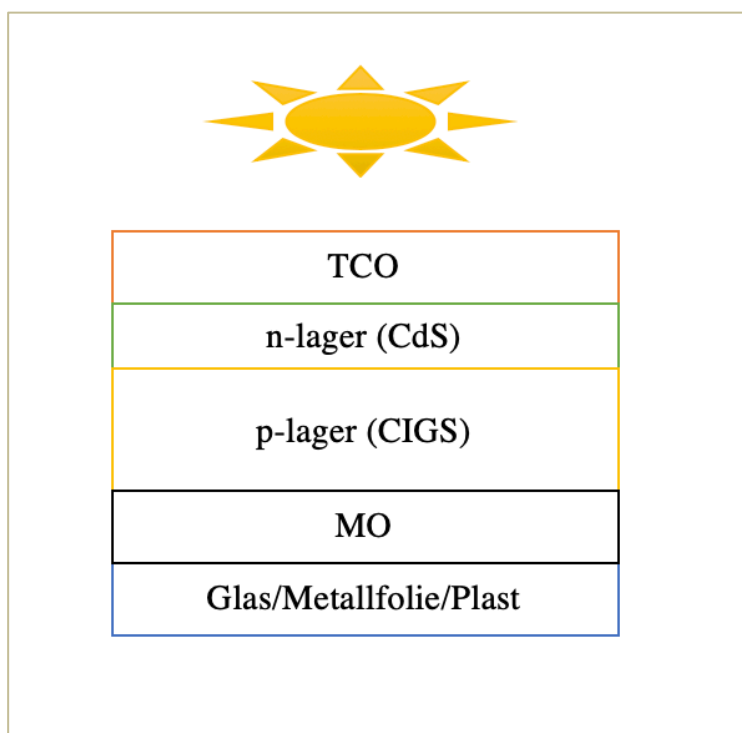 TCO
n-lager (CdS)
p-lager (CIGS)
MO
Glas/Metallfolie/Plast